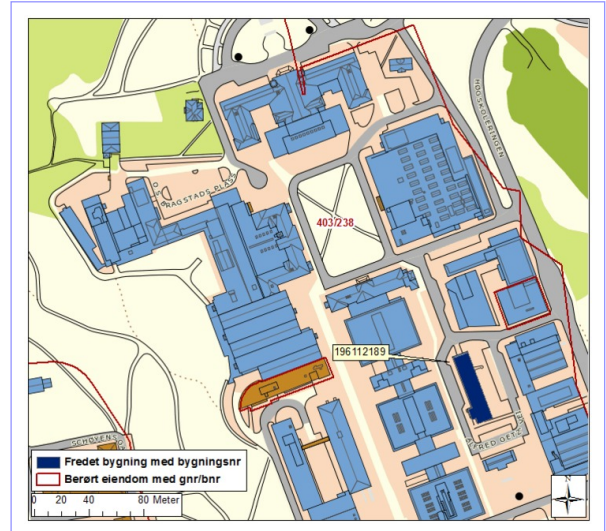 HØGSKOLERINGEN
RAGSTADS PLASS
403/238
196112189
ALFRED GETZ
SCHØYENS
Fredet bygning med bygningsnr
Berørt eiendom med gnr/bnr
0 20 40 80 Meter
N